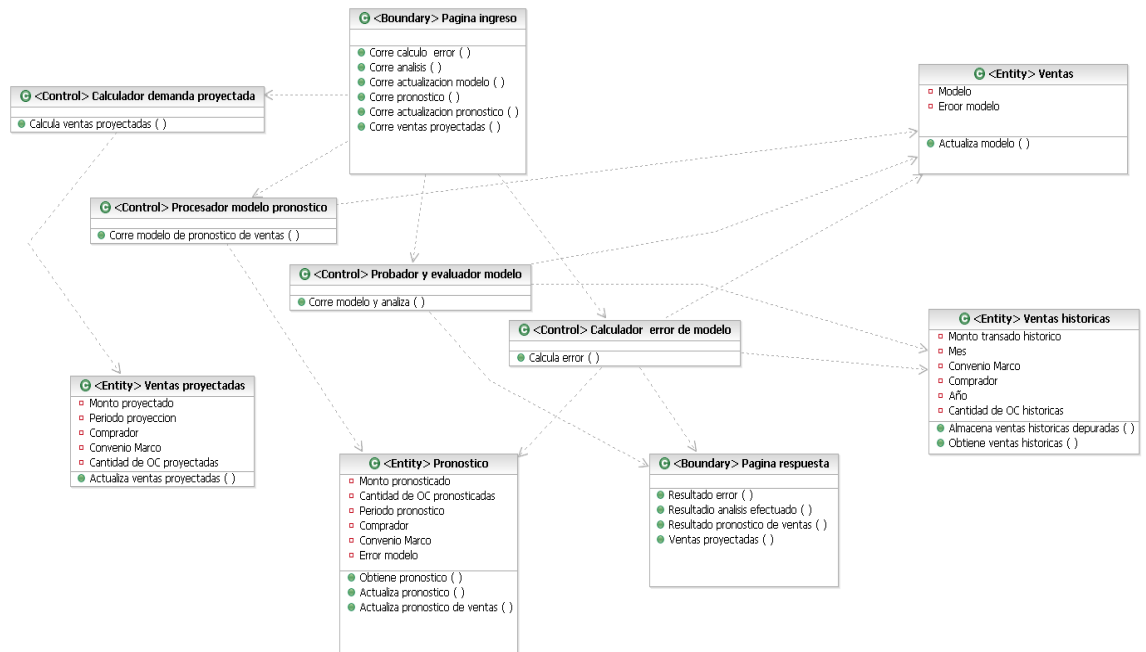 <Boundary> Pagina ingreso
Corre calculo error ( )
Corre analisis ( )
Corre actualizacion modelo ( )
Corre pronostico ( )
Corre actualizacion pronostico ( )
Corre ventas proyectadas ( )
<Entity> Ventas
Modelo
Eroor modelo
Actualiza modelo ( )
<Control> Calculador demanda proyectada
Calcula ventas proyectadas ( )
<Control> Procesador modelo pronostico
Corre modelo de pronostico de ventas ( )
<Control> Probador y evaluador modelo
Corre modelo y analiza ( )
<Control> Calculador error de modelo
Calcula error ( )
<Entity> Ventas historicas
Monto transado historico
Mes
Convenio Marco
Comprador
Año
Cantidad de OC historicas
Almacena ventas historicas depuradas ( )
Obtiene ventas historicas ( )
<Entity> Ventas proyectadas
Monto proyectado
Periodo proyeccion
Comprador
Convenio Marco
Cantidad de OC proyectadas
Actualiza ventas proyectadas ( )
<Entity> Pronostico
Monto pronosticado
Cantidad de OC pronosticadas
Periodo pronostico
Comprador
Convenio Marco
Error modelo
Obtiene pronostico ( )
Actualiza pronostico ( )
Actualiza pronostico de ventas ( )
<Boundary> Pagina respuesta
Resultado error ( )
Resultadio analisis efectuado ( )
Resultado pronostico de ventas ( )
Ventas proyectadas ( )